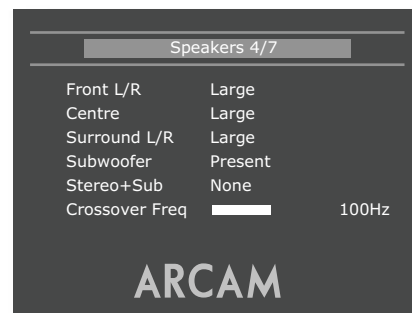 Speakers 4/7
Front L/R Large
Centre Large
Surround L/R Large
Subwoofer Present
Stereo+Sub None
Crossover Freq 100Hz
ARCAM